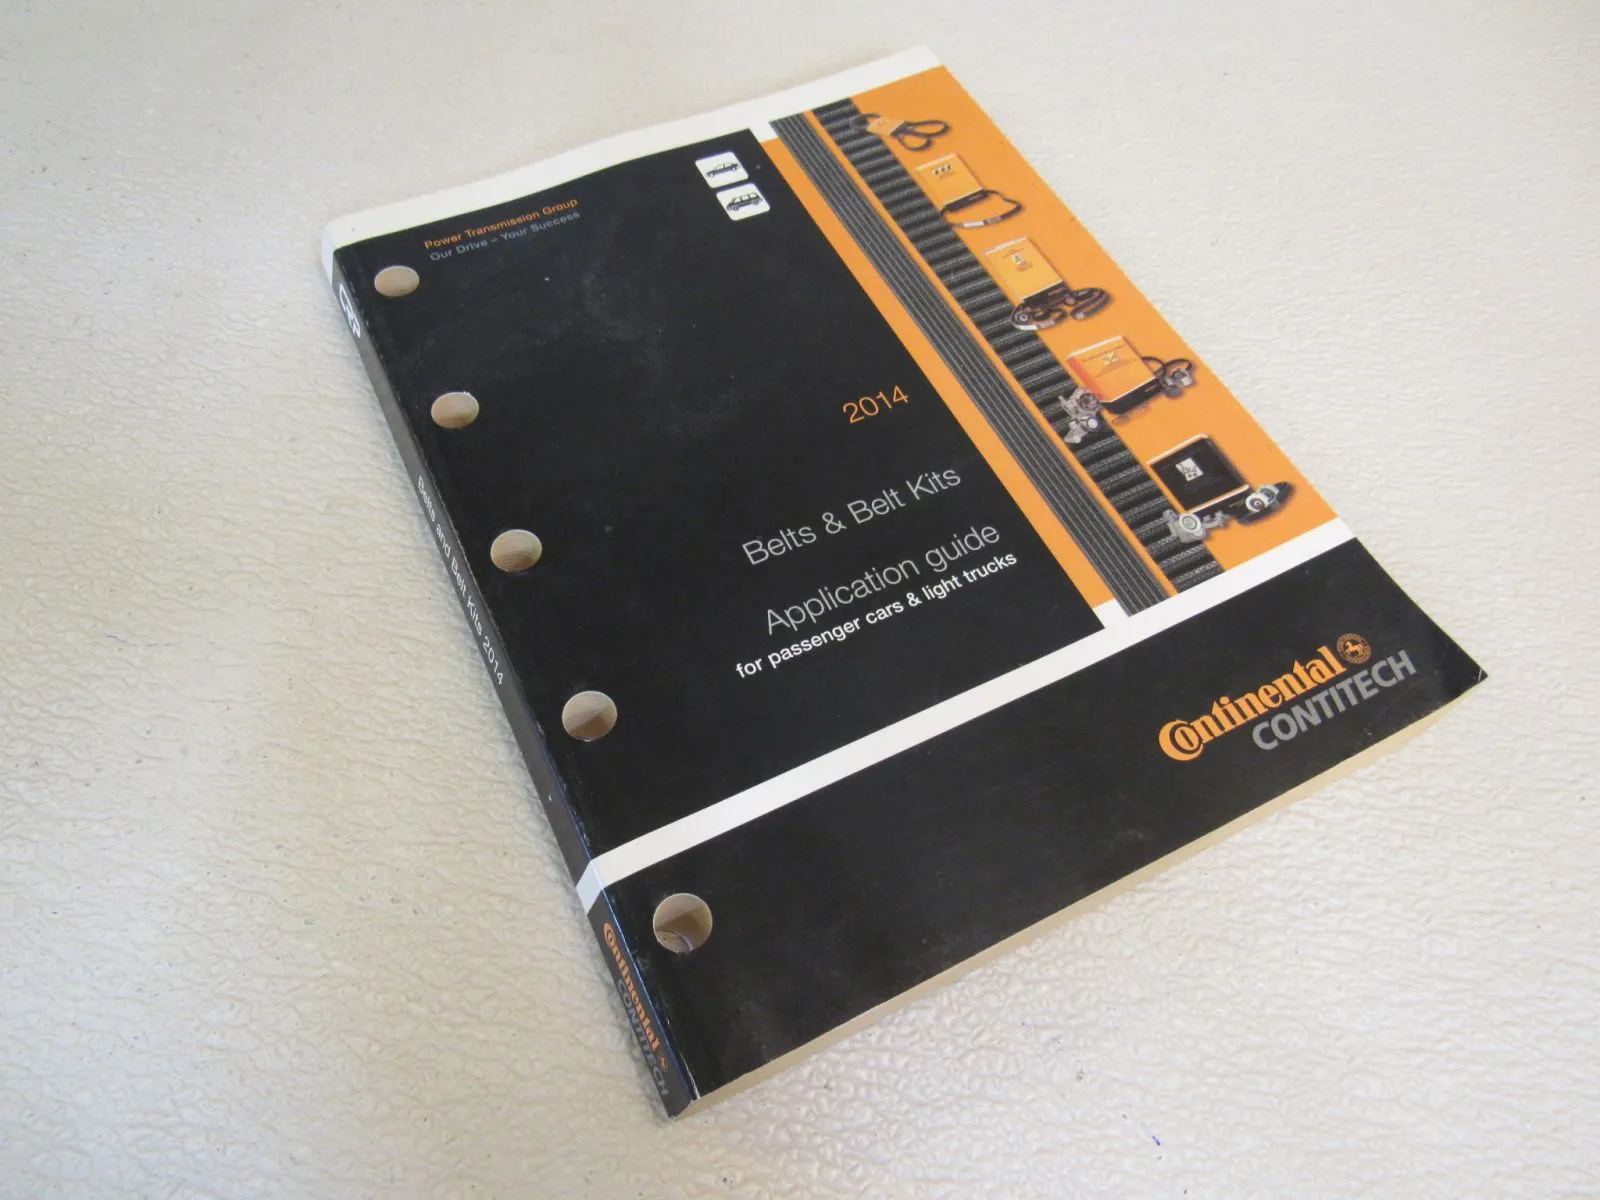 Power Transmission Group
Our Drive – Your Success
2014
Belts & Belt Kits
Application guide
for passenger cars & light trucks
Continental
CONTITECH
CRP
Belts and Belt Kits 2014
Continental
CONTITECH